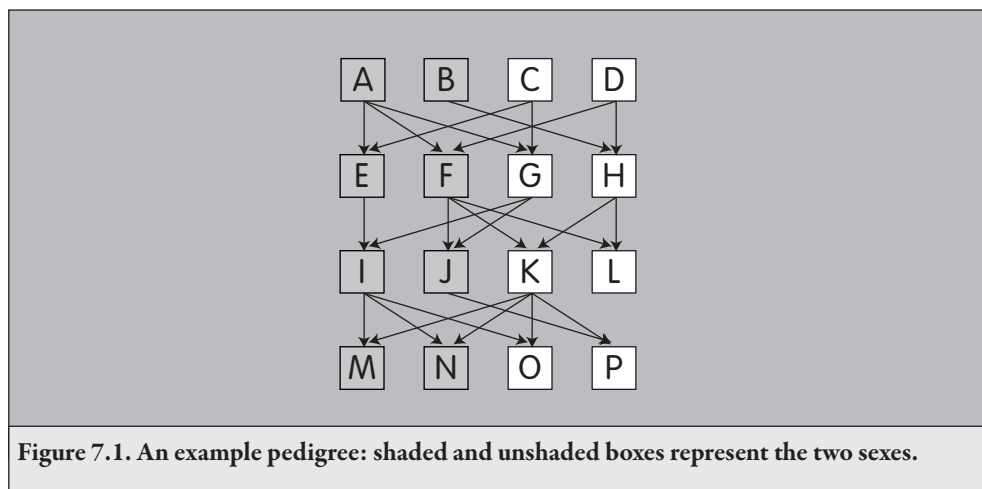 A B C D
E F G H
I J K L
M N O P
Figure 7.1. An example pedigree: shaded and unshaded boxes represent the two sexes.